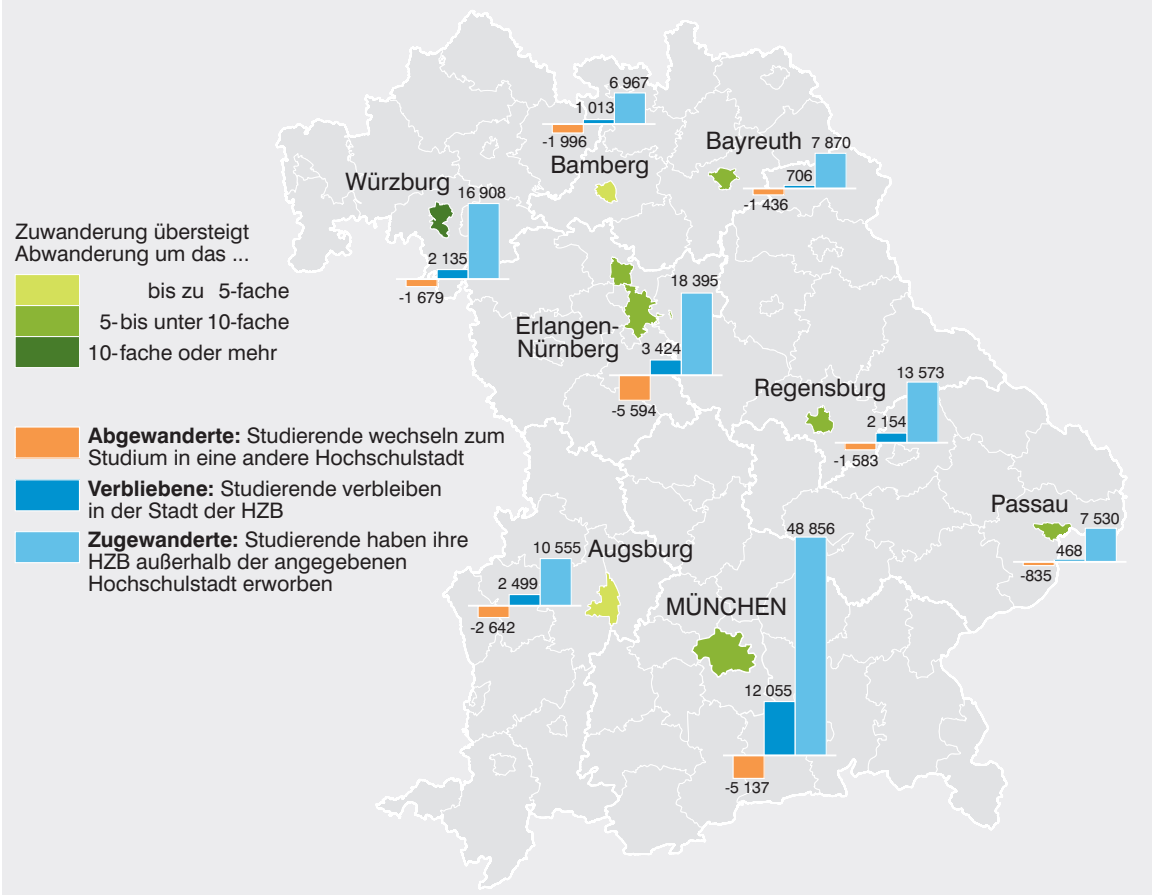 6 967
1 013
-1 996
Bamberg
Bayreuth
7 870
706
-1 436
Würzburg
16 908
2 135
-1 679
Zuwanderung übersteigt
Abwanderung um das ...
bis zu 5-fache
5-bis unter 10-fache
10-fache oder mehr
18 395
Erlangen-
Nürnberg
3 424
-5 594
Regensburg
13 573
2 154
-1 583
Abgewanderte: Studierende wechseln zum
Studium in eine andere Hochschulstadt
Verbliebene: Studierende verbleiben
in der Stadt der HZB
Zugewanderte: Studierende haben ihre
HZB außerhalb der angegebenen
Hochschulstadt erworben
Passau
7 530
468
-835
10 555
Augsburg
2 499
-2 642
48 856
MÜNCHEN
12 055
-5 137